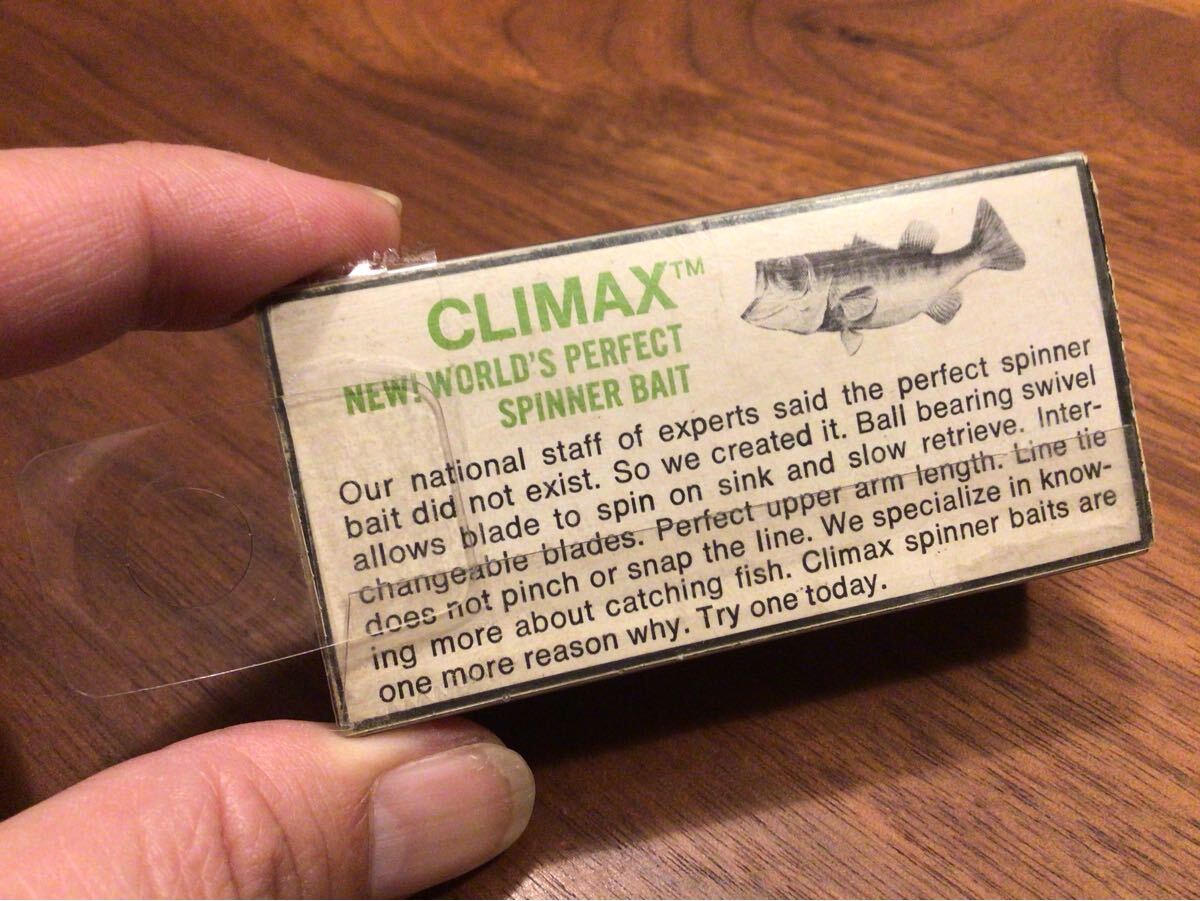 CLIMAX™
NEW! WORLD'S PERFECT
SPINNER BAIT
Our national staff of experts said the perfect spinner
bait did not exist. So we created it. Ball bearing swivel
allows blade to spin on sink and slow retrieve. Inter-
changeable blades. Perfect upper arm length. Line tie
does not pinch or snap the line. We specialize in know-
ing more about catching fish. Climax spinner baits are
one more reason why. Try one today.